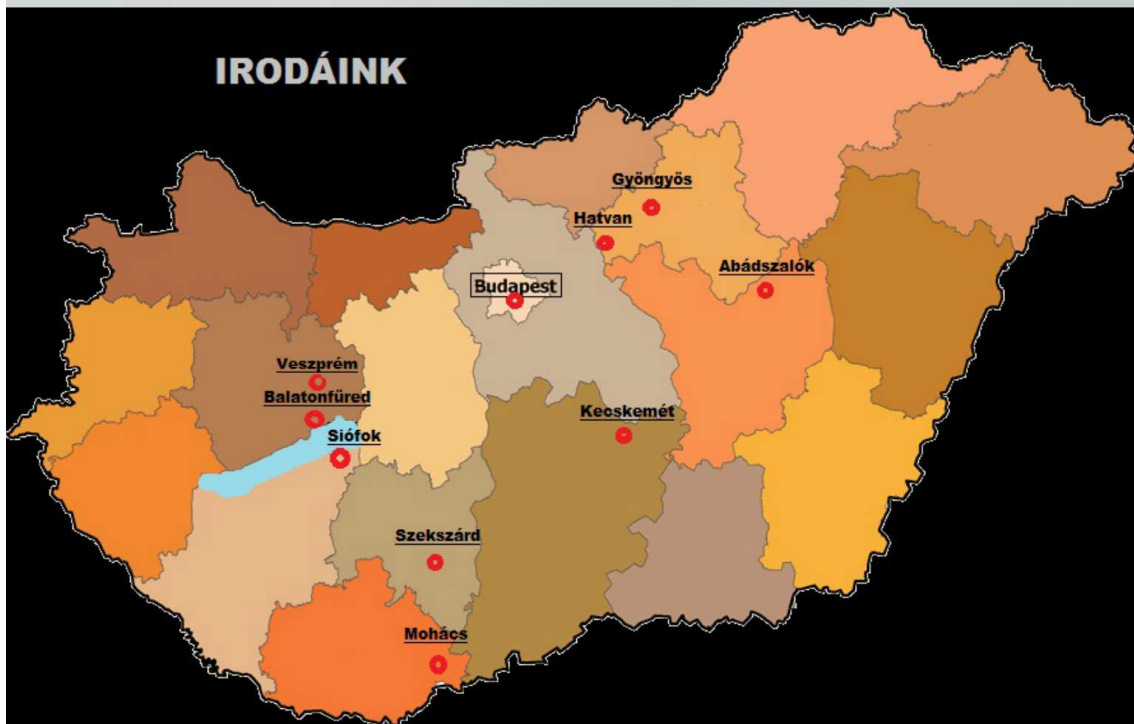 IRODÁINK
Gyöngyös
Hatvan
Abádszalók
Budapest
Veszprém
Balatonfüred
Kecskemét
Siófok
Szekszárd
Mohács